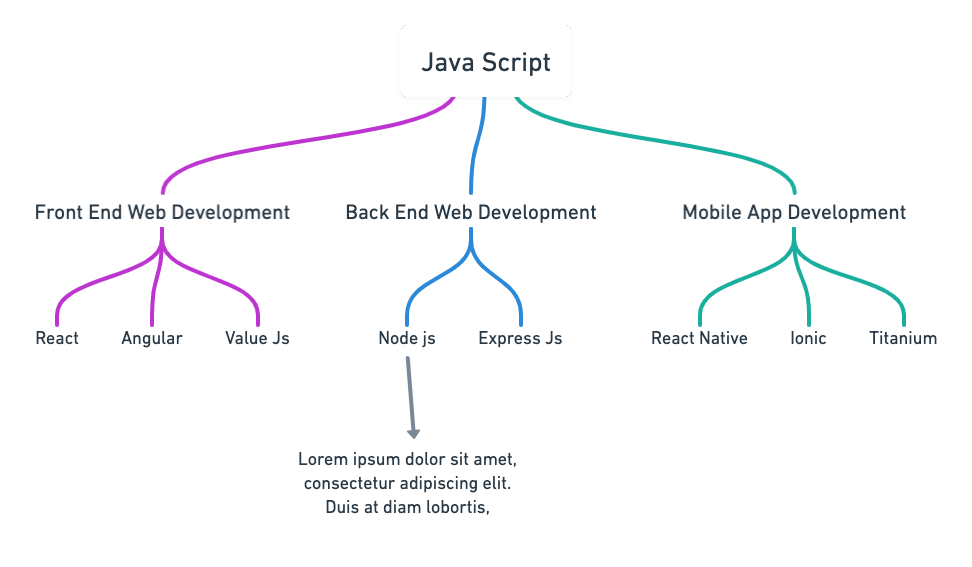 Java Script
Front End Web Development
Back End Web Development
Mobile App Development
React
Angular
Value Js
Node js
Express Js
React Native
Ionic
Titanium
Lorem ipsum dolor sit amet,
consectetur adipiscing elit.
Duis at diam lobortis,